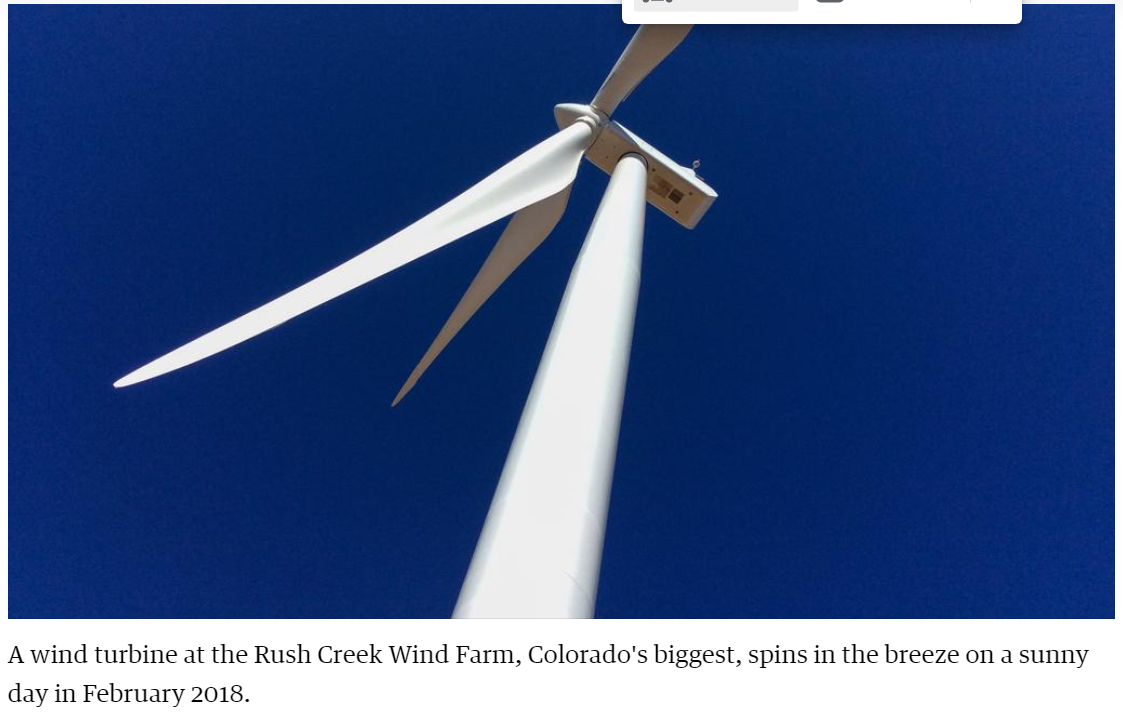 A wind turbine at the Rush Creek Wind Farm, Colorado's biggest, spins in the breeze on a sunny
day in February 2018.